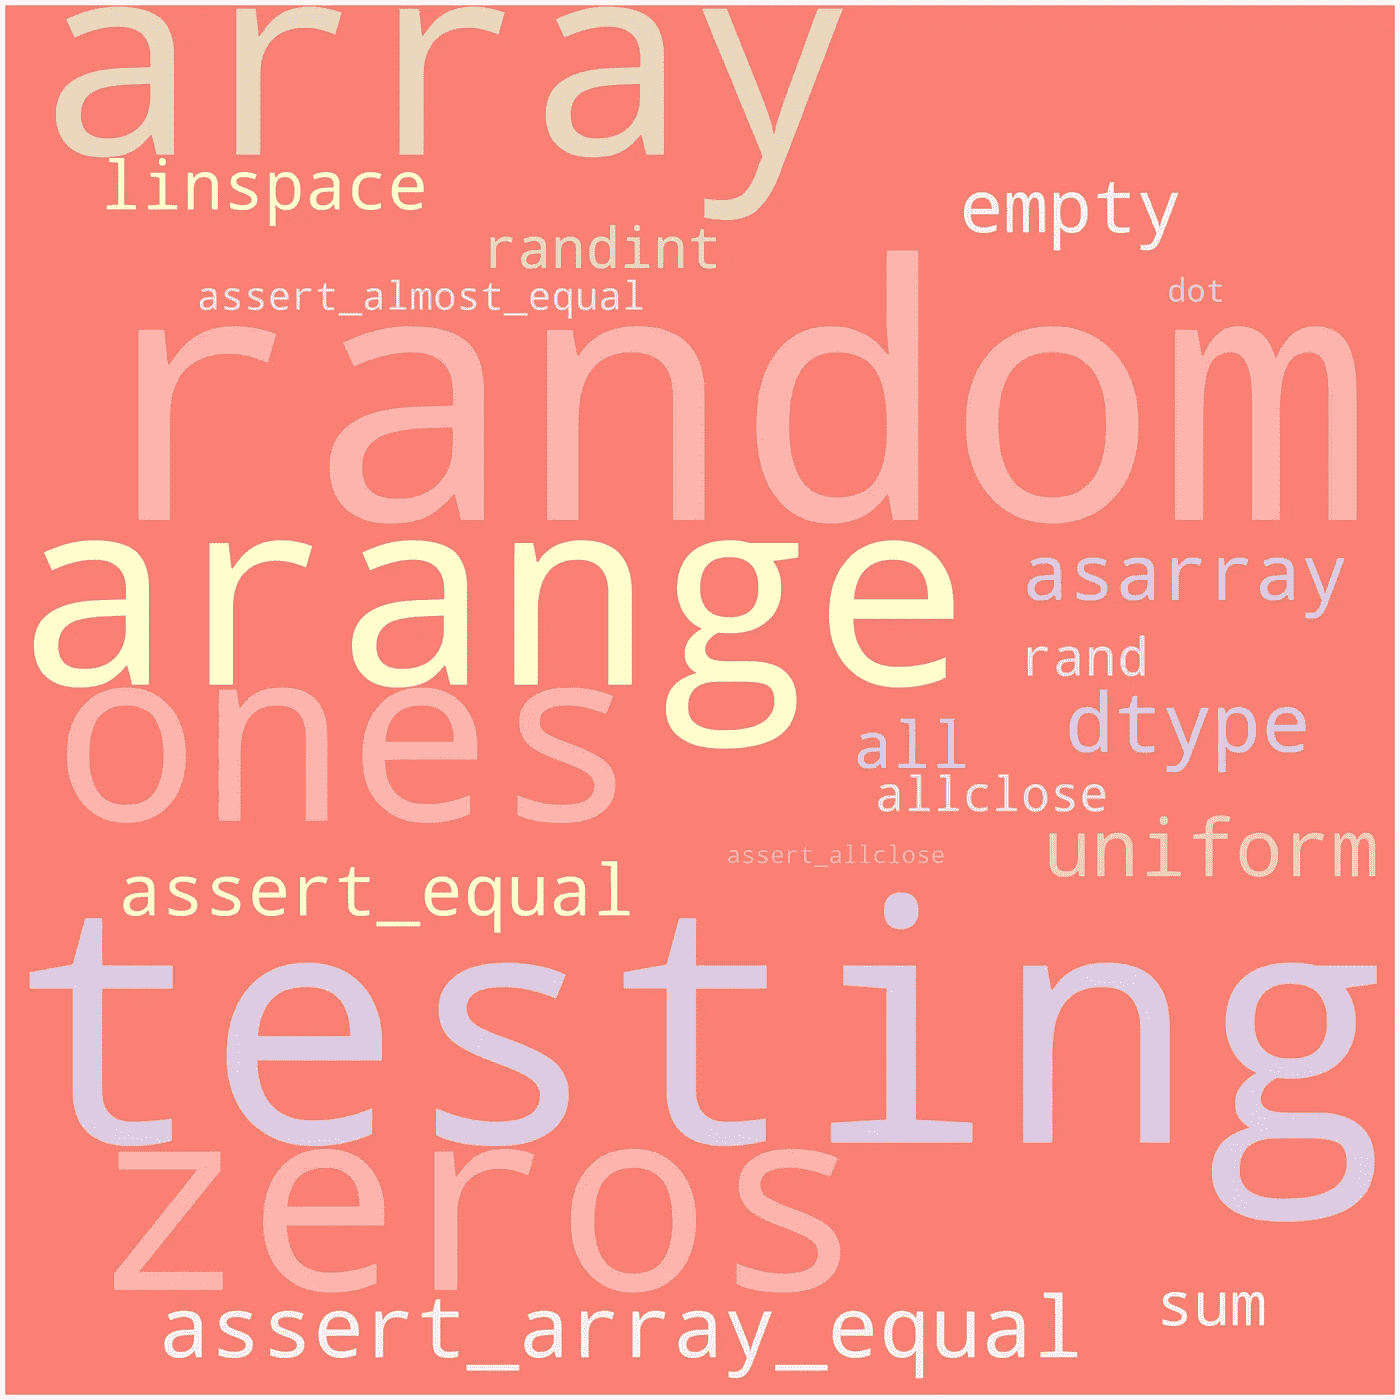 array
linspace
empty
randint
assert_almost_equal
dot
random
arange
asarray
rand
ones
dtype
all
allclose
uniform
assert_allclose
assert_equal
testing
zeros
assert_array_equal
sum